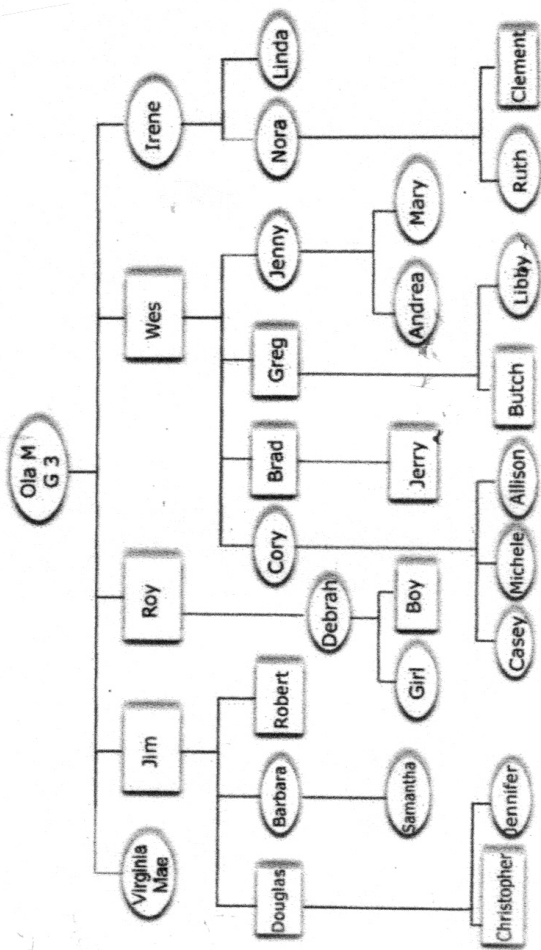 Ola M
G 3
Virginia
Mae
Jim
Roy
Wes
Irene
Douglas
Barbara
Robert
Debrah
Cory
Brad
Greg
Jenny
Nora
Linda
Christopher
Jennifer
Samantha
Girl
Boy
Casey
Michele
Allison
Jerry
Butch
Libby
Andrea
Mary
Ruth
Clement